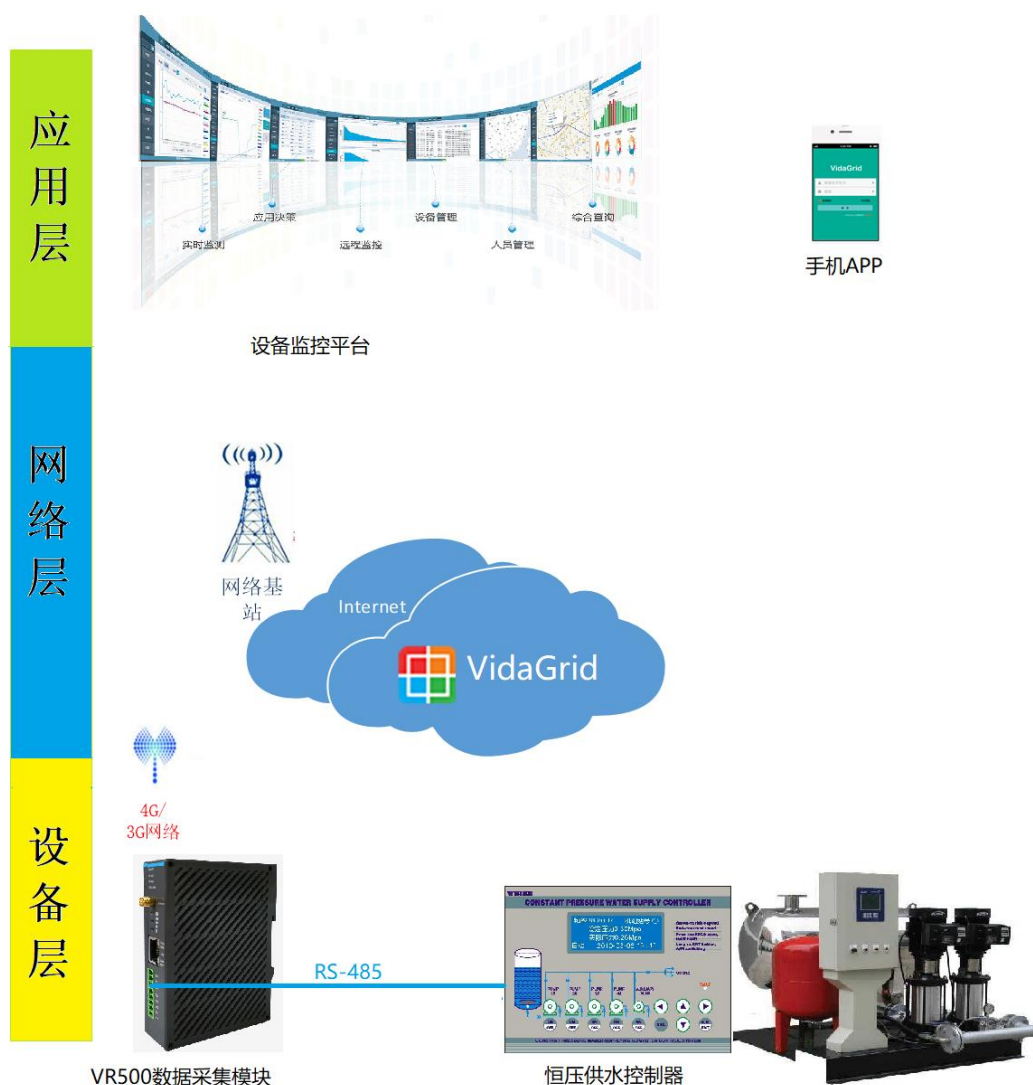 应
用
层
应用决策
设备管理
综合查询
实时监测
远程监控
人员管理
VidaGrid
手机APP
设备监控平台
网
络
层
网络基
站
Internet
VidaGrid
4G/
3G网络
设
备
层
RS-485
CONSTANT PRESSURE WATER SUPPLY CONTROLLER
VR500数据采集模块
恒压供水控制器